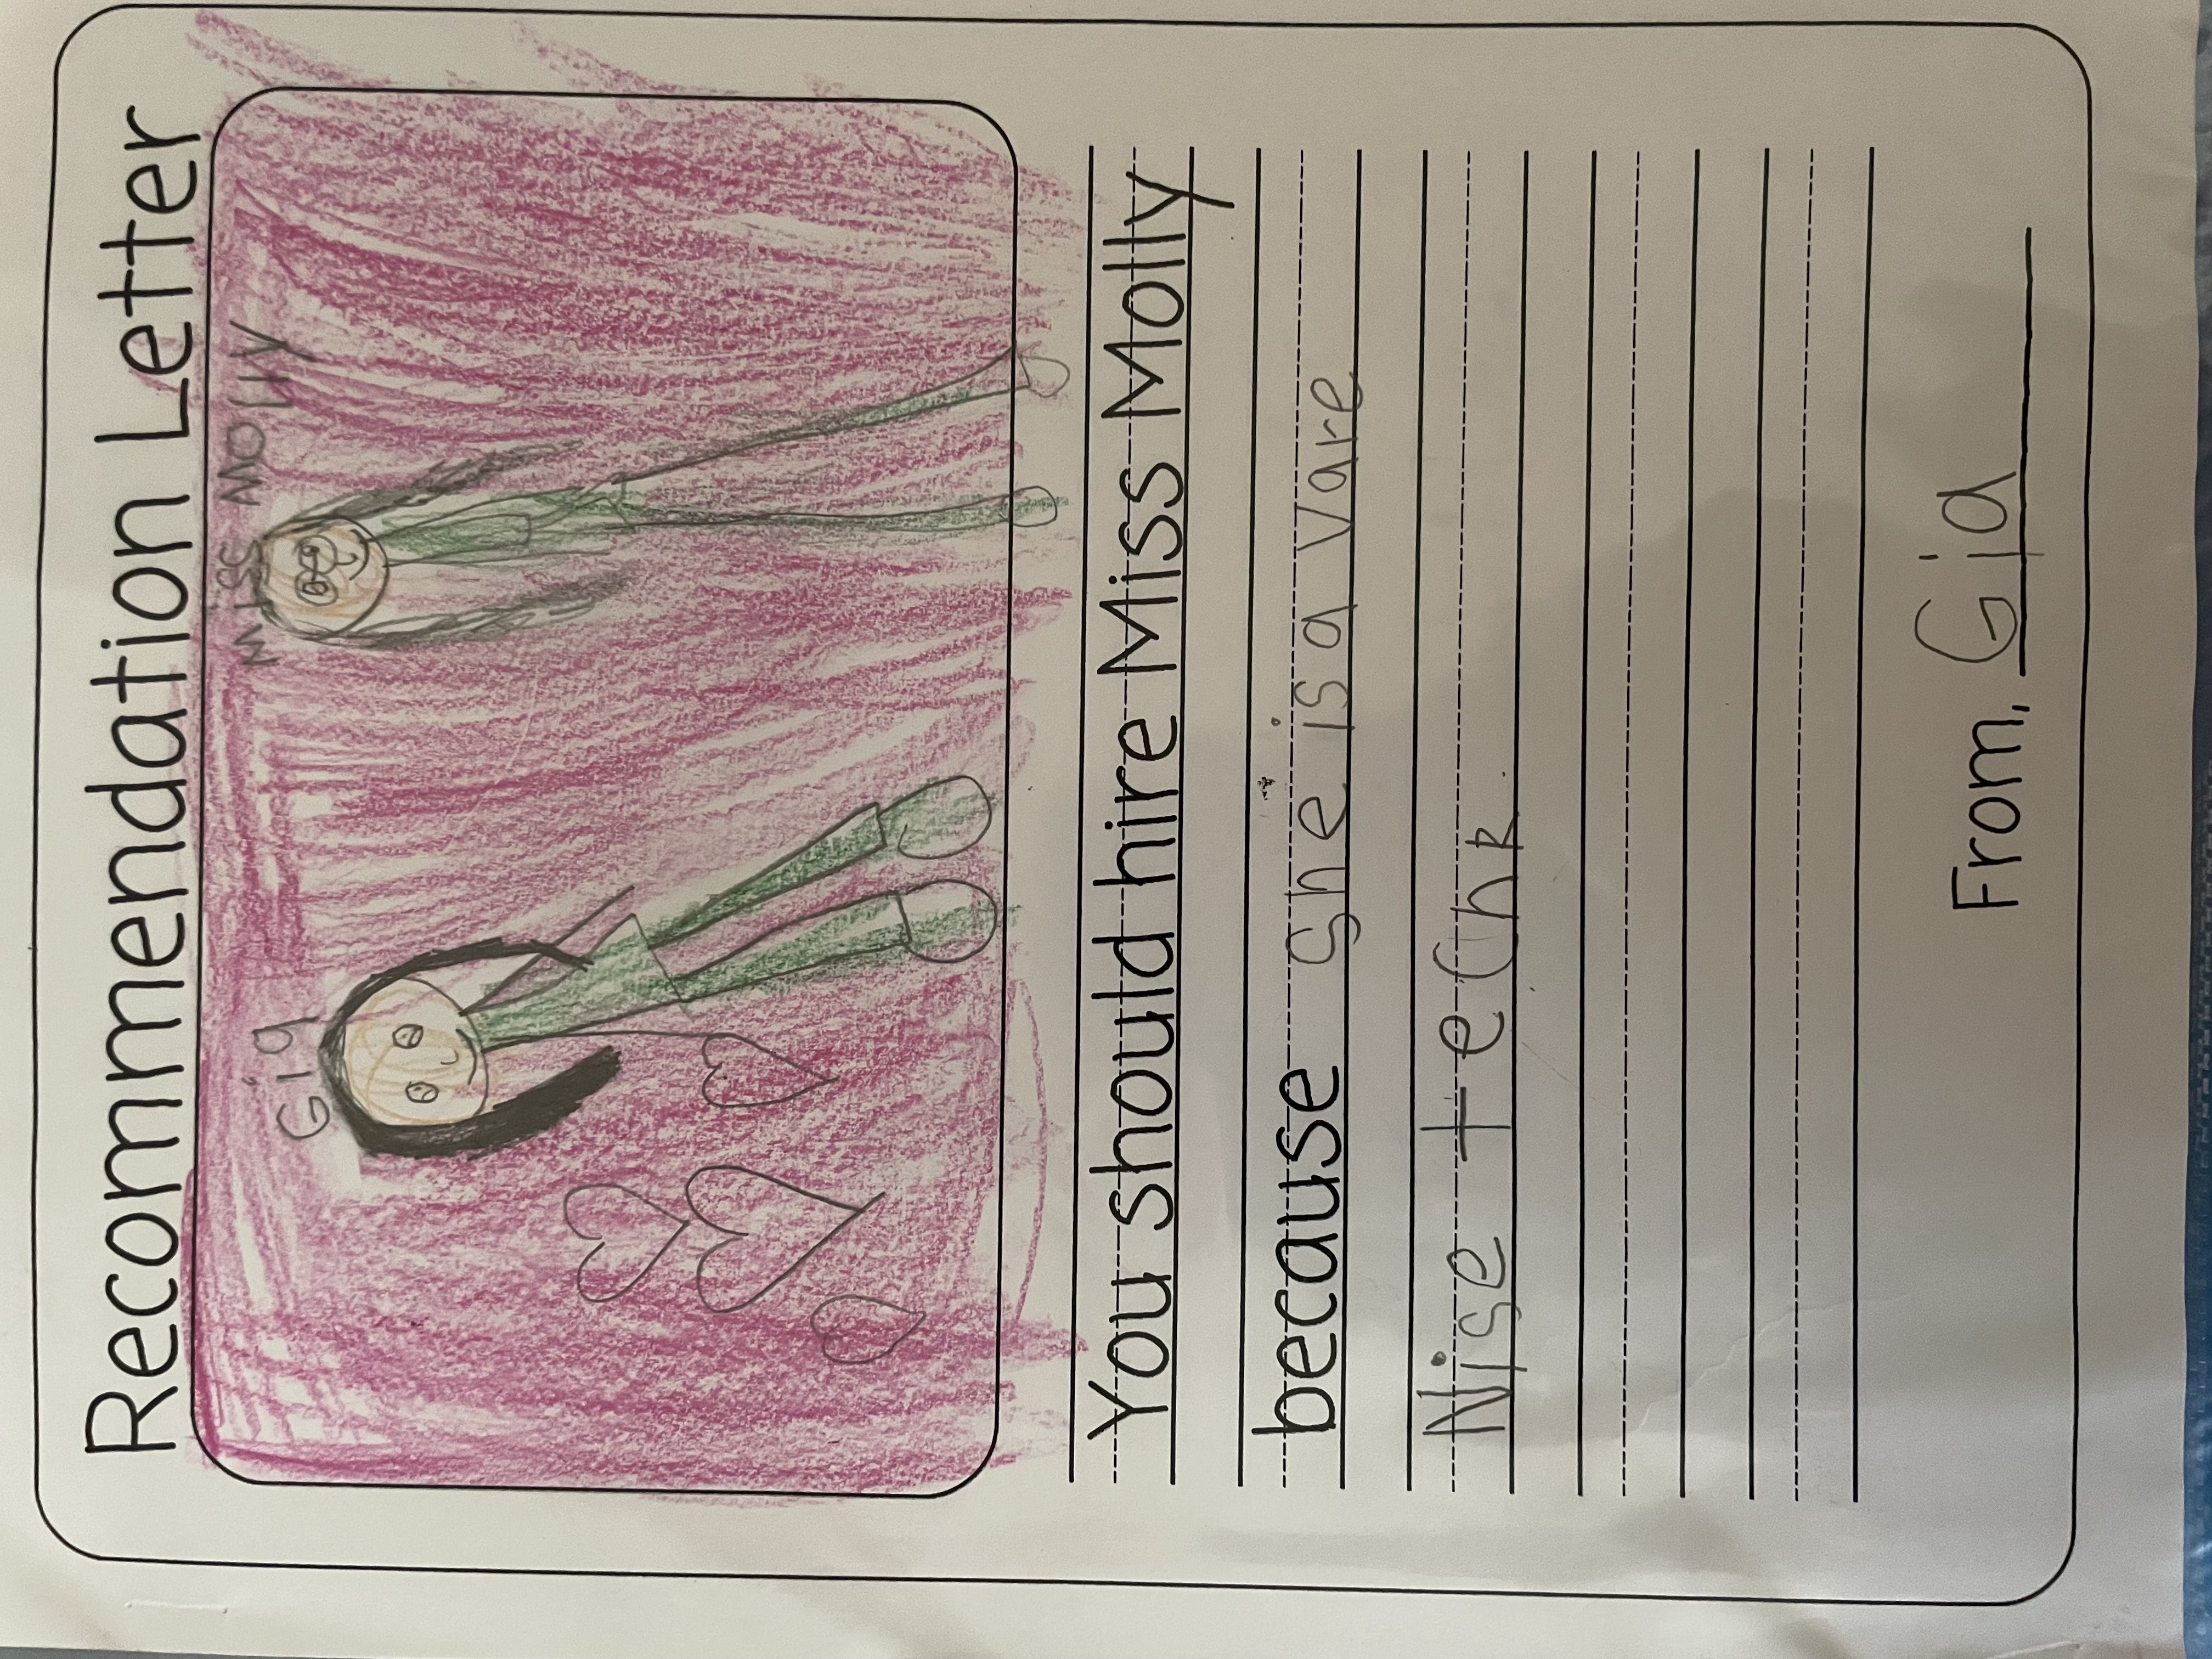 Recommendation Letter
Gia
Miss Molly
You should hire Miss Molly
because she is a vare
Nise techr.
From, Gia